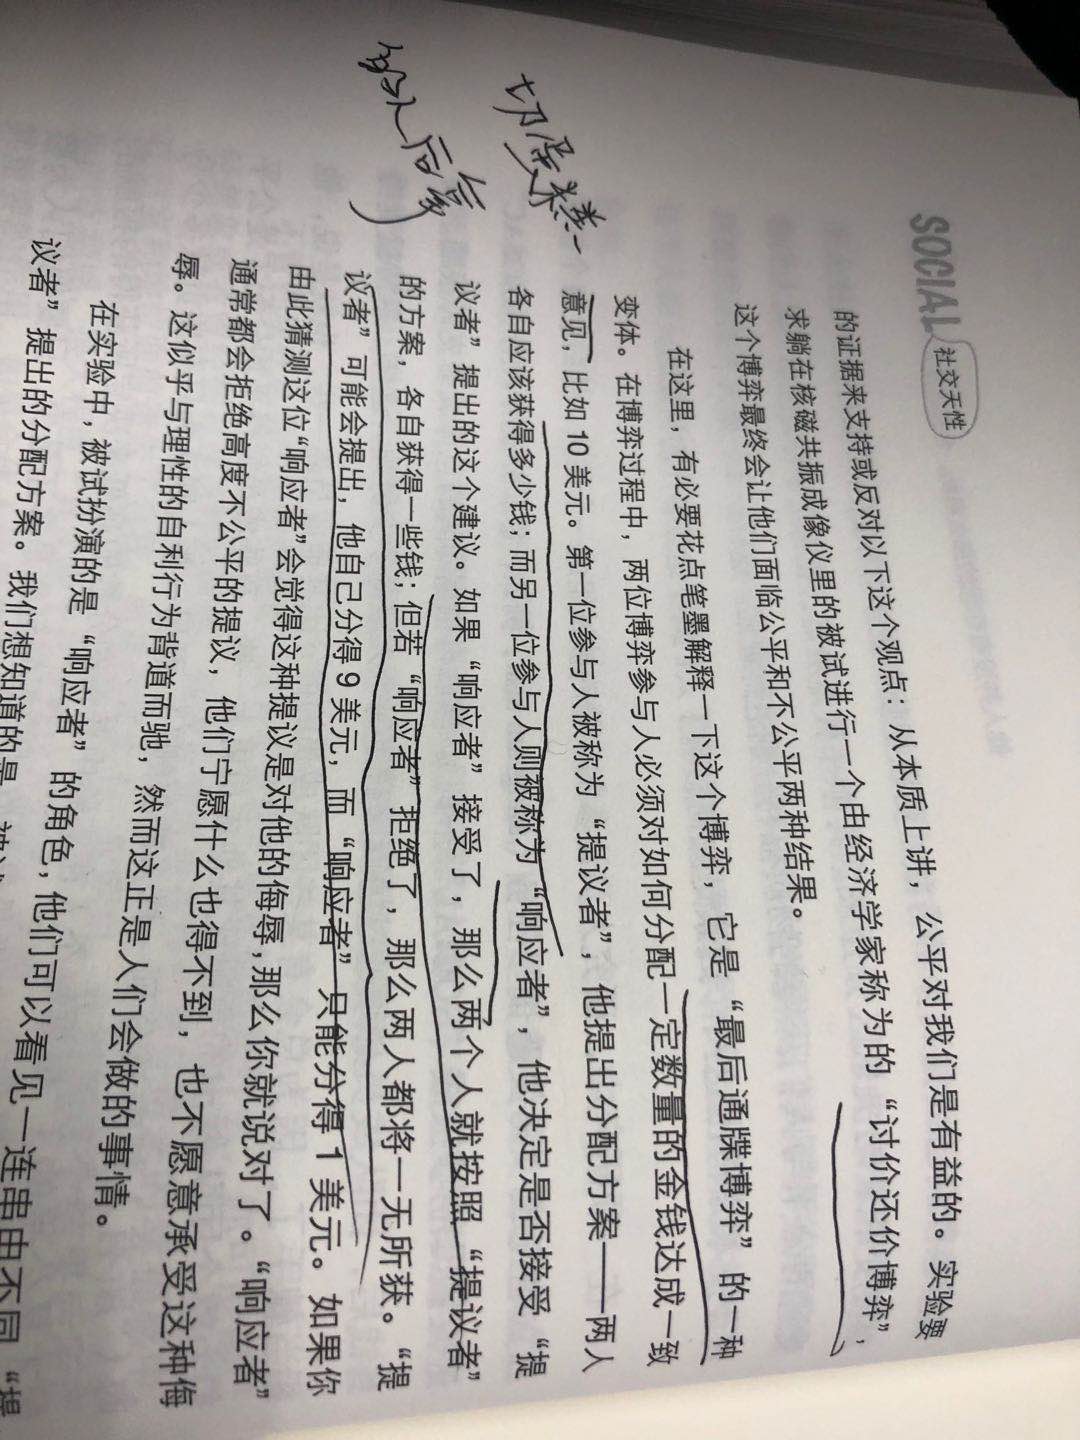 SOCIAL 社交天性
的证据来支持或反对以下这个观点：从本质上讲，公平对我们是有益的。实验要
求躺在核磁共振成像仪里的被试进行一个由经济学家称为的“讨价还价博弈”，
这个博弈最终会让他们面临公平和不公平两种结果。
在这里，有必要花点笔墨解释一下这个博弈，它是“最后通牒博弈”的一种
变体。在博弈过程中，两位博弈参与人必须对如何分配一定数量的金钱达成一致
意见，比如 10 美元。第一位参与人被称为“提议者”，他提出分配方案——两人
各自应该获得多少钱；而另一位参与人则被称为“响应者”，他决定是否接受“提
议者”提出的这个建议。如果“响应者”接受了，那么两个人就按照“提议者”
的方案，各自获得一些钱；但若“响应者”拒绝了，那么两人都将一无所获。“提
议者”可能会提出，他自己分得 9 美元，而“响应者”只能分得 1 美元。如果你
由此猜测这位“响应者”会觉得这种提议是对他的侮辱，那么你就说对了。“响应者”
通常都会拒绝高度不公平的提议，他们宁愿什么也得不到，也不愿意承受这种侮
辱。这似乎与理性的自利行为背道而驰，然而这正是人们会做的事情。
在实验中，被试扮演的是“响应者”的角色，他们可以看见一连串由不同“提
议者”提出的分配方案。我们想知道的是，被试
切蛋糕
的人后拿